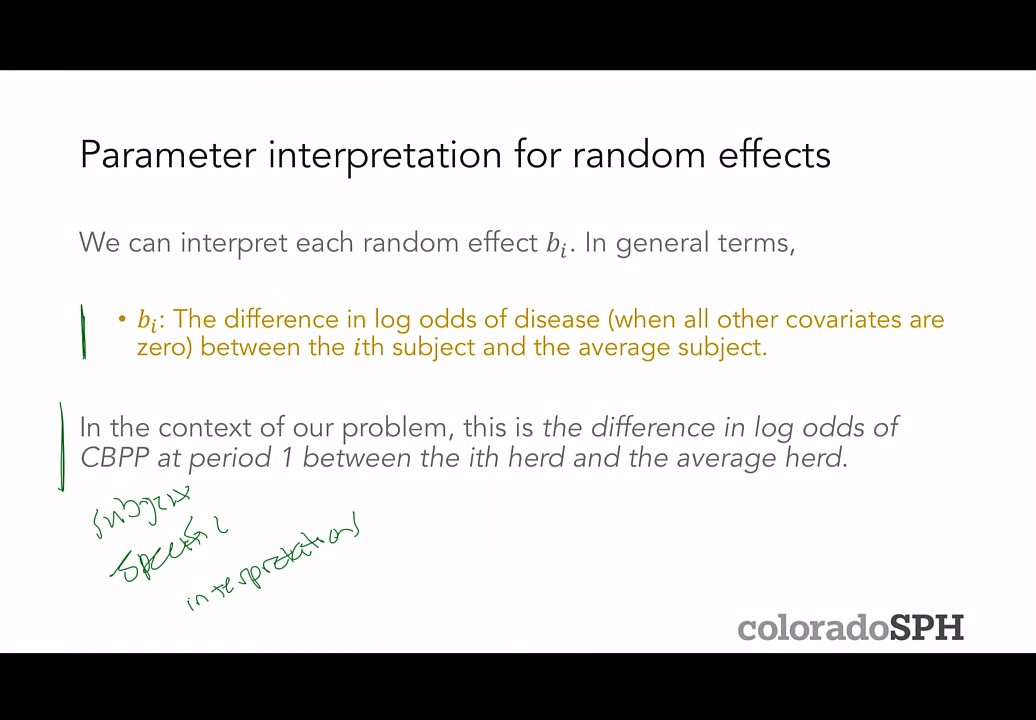 Parameter interpretation for random effects
We can interpret each random effect bᵢ. In general terms,
• bᵢ: The difference in log odds of disease (when all other covariates are
zero) between the ith subject and the average subject.
In the context of our problem, this is the difference in log odds of
CBPP at period 1 between the ith herd and the average herd.
subject
specific
interpretations
coloradoSPH